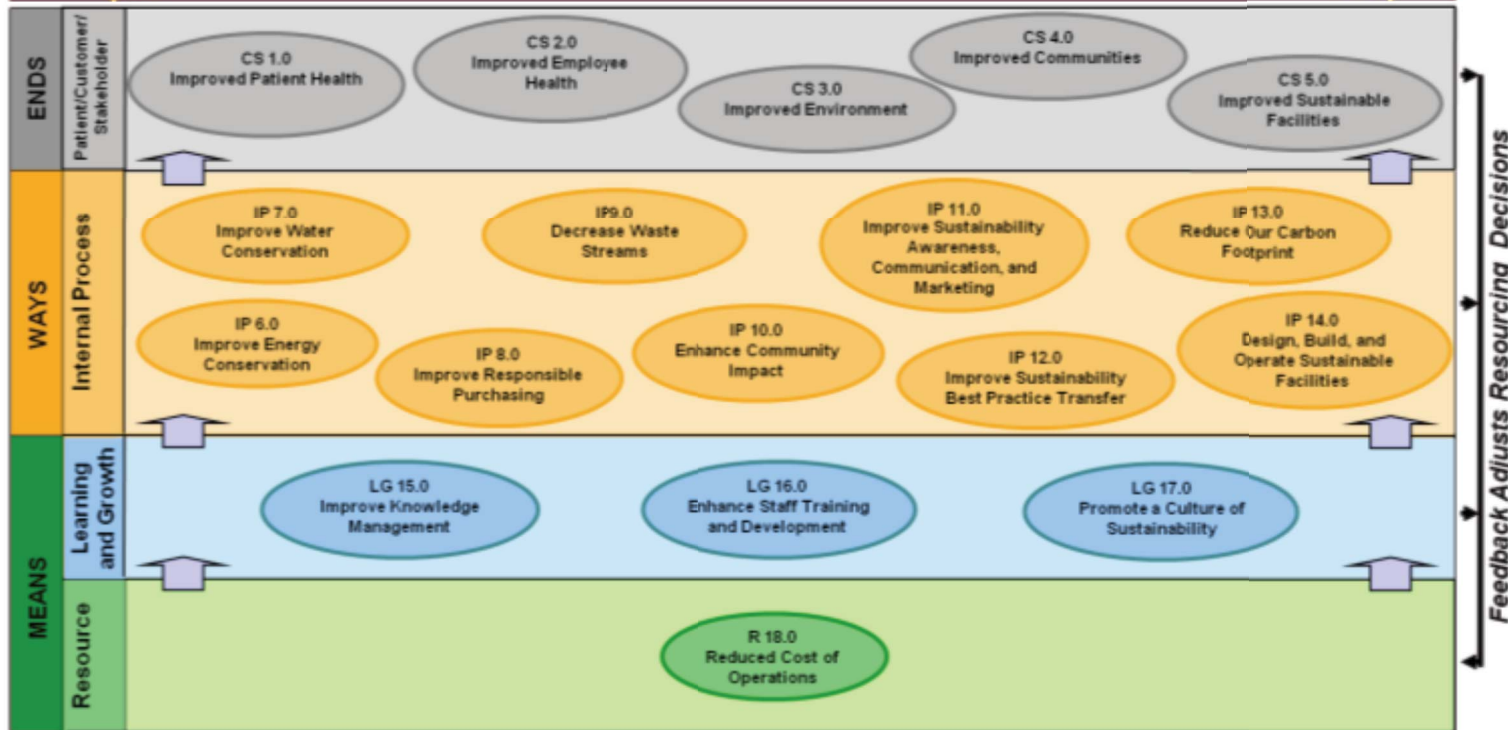 ENDS
Patient/Customer/
Stakeholder
CS 1.0
Improved Patient Health
CS 2.0
Improved Employee
Health
CS 3.0
Improved Environment
CS 4.0
Improved Communities
CS 5.0
Improved Sustainable
Facilities
WAYS
Internal Process
IP 7.0
Improve Water
Conservation
IP9.0
Decrease Waste
Streams
IP 11.0
Improve Sustainability
Awareness,
Communication, and
Marketing
IP 13.0
Reduce Our Carbon
Footprint
IP 6.0
Improve Energy
Conservation
IP 8.0
Improve Responsible
Purchasing
IP 10.0
Enhance Community
Impact
IP 12.0
Improve Sustainability
Best Practice Transfer
IP 14.0
Design, Build, and
Operate Sustainable
Facilities
MEANS
Learning
and Growth
LG 15.0
Improve Knowledge
Management
LG 16.0
Enhance Staff Training
and Development
LG 17.0
Promote a Culture of
Sustainability
Resource
R 18.0
Reduced Cost of
Operations
Feedback Adjusts Resourcing Decisions